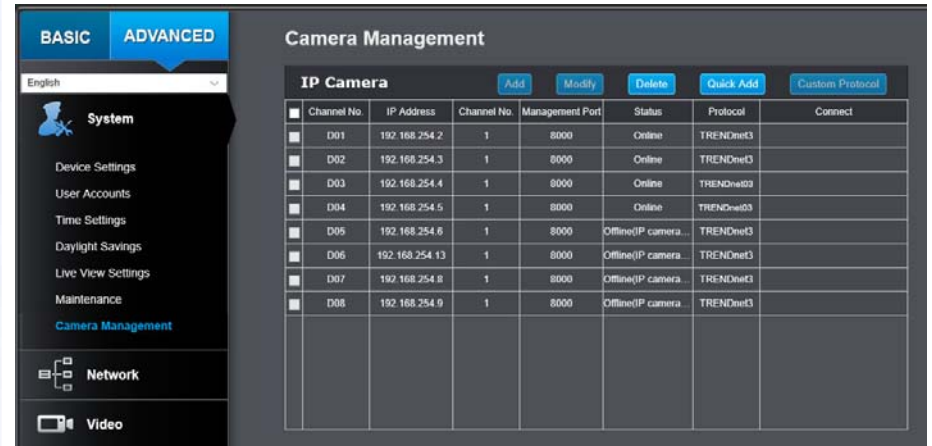 BASIC ADVANCED
Camera Management
English
IP Camera Add Modify Delete Quick Add Custom Protocol
System
Channel No. IP Address Channel No. Management Port Status Protocol Connect
D01 192.168.254.2 1 8000 Online TRENDnet3
D02 192.168.254.3 1 8000 Online TRENDnet3
D03 192.168.254.4 1 8000 Online TRENDnet03
D04 192.168.254.5 1 8000 Online TRENDnet03
D05 192.168.254.6 1 8000 Offline(IP camera... TRENDnet3
D06 192.168.254.13 1 8000 Offline(IP camera... TRENDnet3
D07 192.168.254.8 1 8000 Offline(IP camera... TRENDnet3
D08 192.168.254.9 1 8000 Offline(IP camera... TRENDnet3
Device Settings
User Accounts
Time Settings
Daylight Savings
Live View Settings
Maintenance
Camera Management
Network
Video